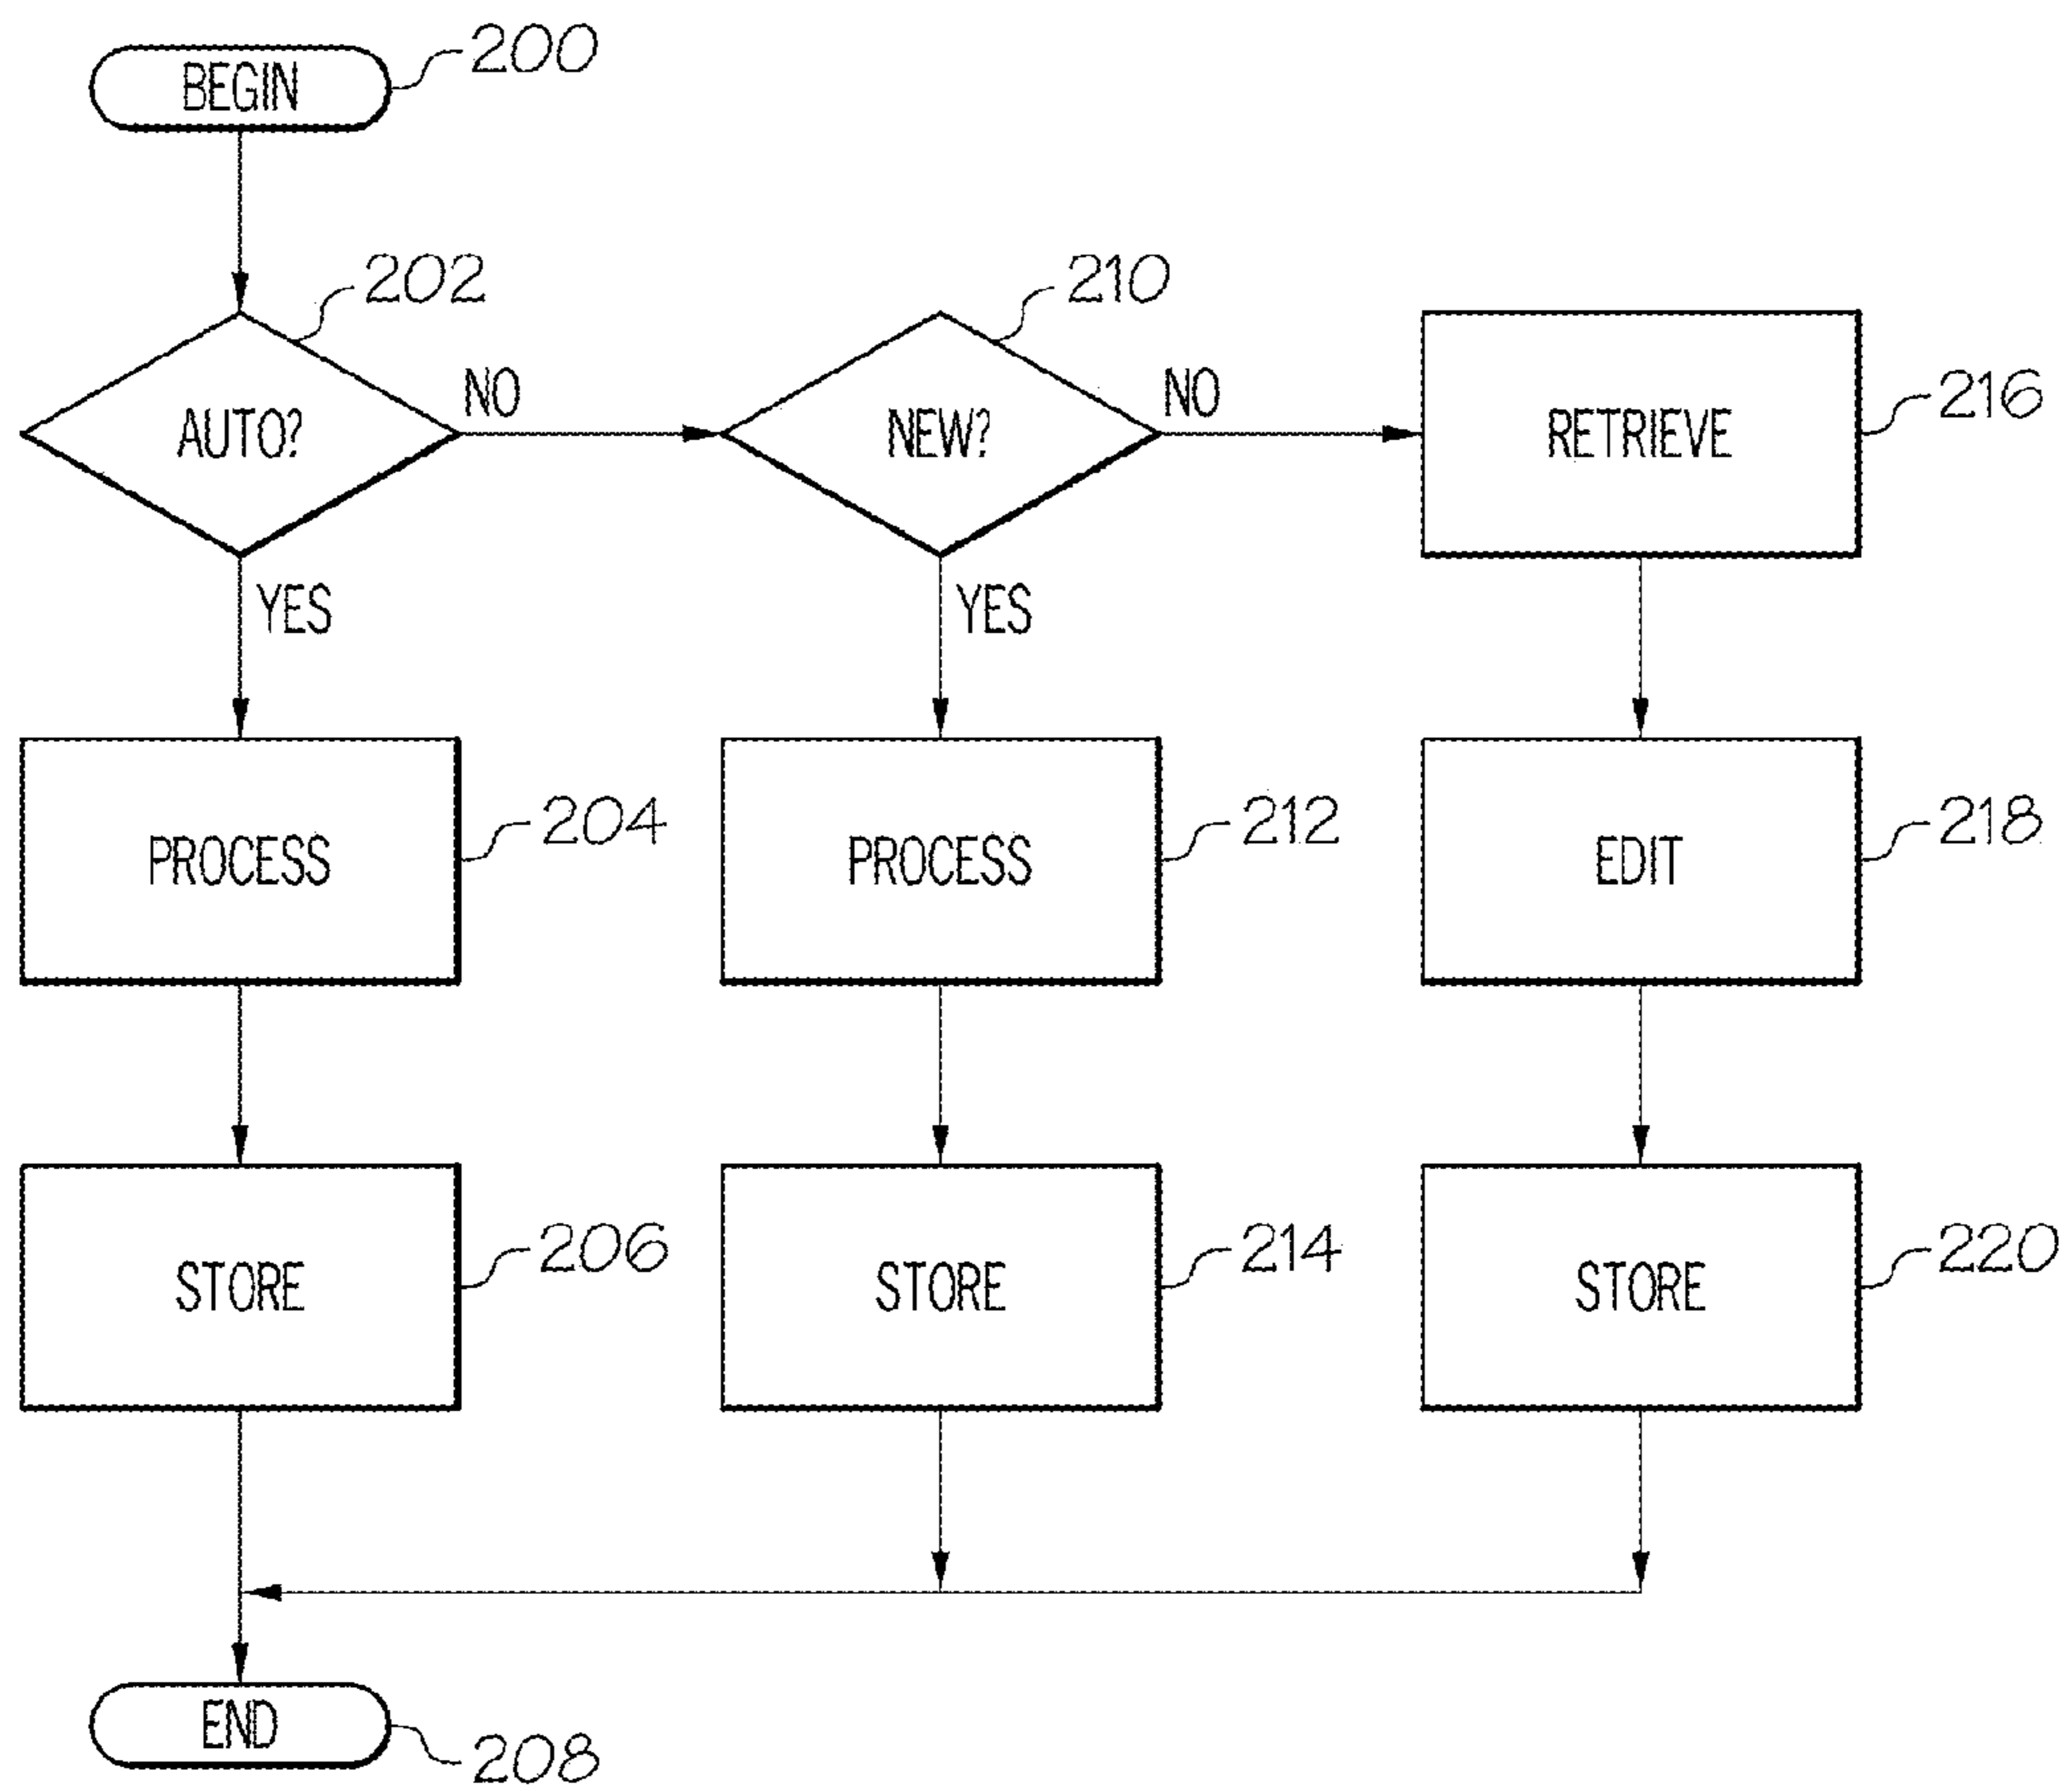 BEGIN
200
202
210
AUTO?
NO
NEW?
NO
RETRIEVE
216
YES
YES
PROCESS
204
PROCESS
212
EDIT
218
STORE
206
STORE
214
STORE
220
END
208